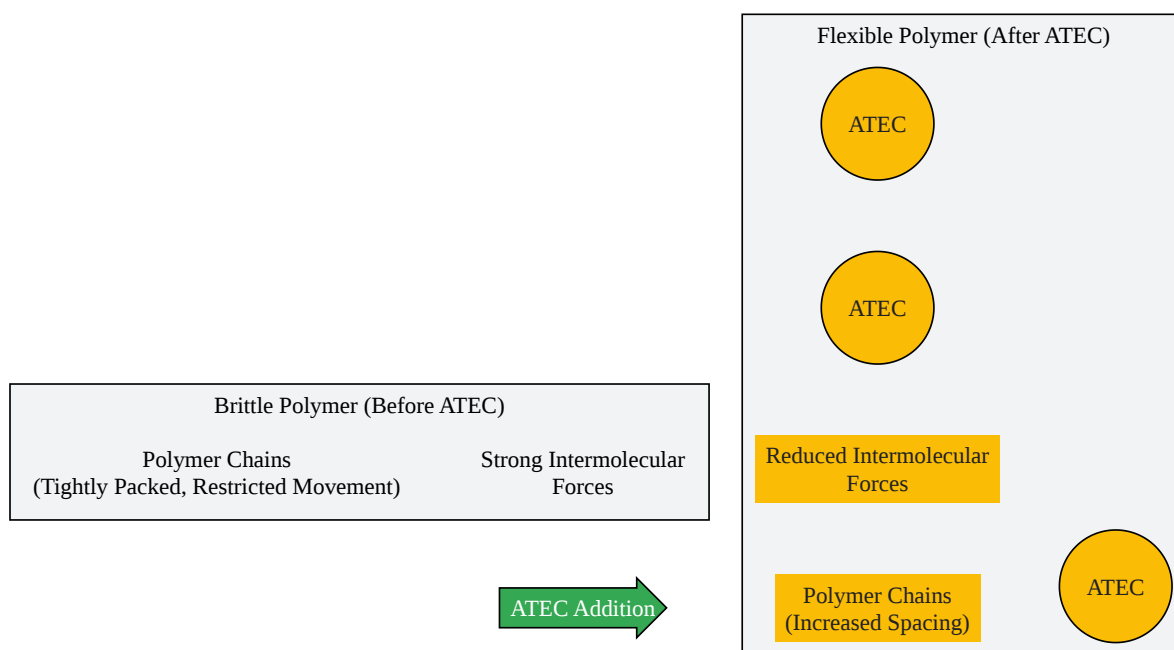 Flexible Polymer (After ATEC)
ATEC
ATEC
Brittle Polymer (Before ATEC)
Polymer Chains
(Tightly Packed, Restricted Movement)
Strong Intermolecular
Forces
Reduced Intermolecular
Forces
ATEC Addition
Polymer Chains
(Increased Spacing)
ATEC